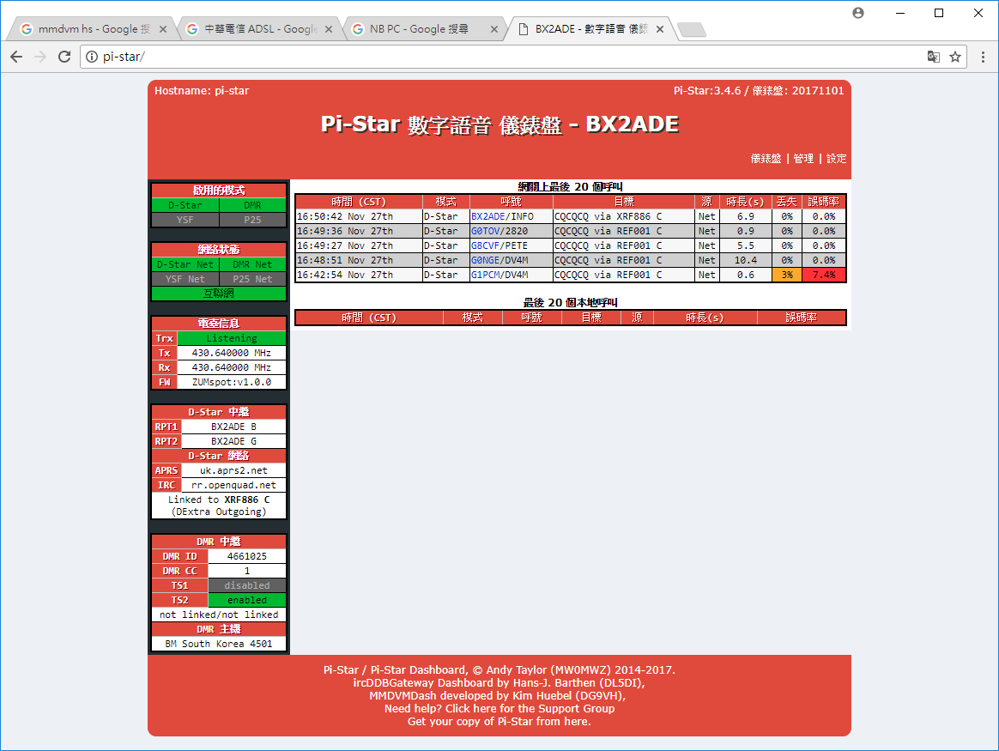 mmdvm hs - Google 搜
中華電信 ADSL - Google
NB PC - Google 搜尋
BX2ADE - 數字語音 儀錶
pi-star/
Hostname: pi-star
Pi-Star:3.4.6 / 儀錶盤: 20171101
Pi-Star 數字語音 儀錶盤 - BX2ADE
儀錶盤 | 管理 | 設定
啟用的模式
D-Star DMR
YSF P25
網絡狀態
D-Star Net DMR Net
YSF Net P25 Net
互聯網
電臺信息
Trx Listening
Tx 430.640000 MHz
Rx 430.640000 MHz
FW ZUMspot:v1.0.0
D-Star 中繼
RPT1 BX2ADE B
RPT2 BX2ADE G
D-Star 網絡
APRS uk.aprs2.net
IRC rr.openquad.net
Linked to XRF886 C
(DExtra Outgoing)
DMR 中繼
DMR ID 4661025
DMR CC 1
TS1 disabled
TS2 enabled
not linked/not linked
DMR 主機
BM South Korea 4501
網關上最後 20 個呼叫
時間 (CST) 模式 呼號 目標 源 時長(s) 丟失 誤碼率
16:50:42 Nov 27th D-Star BX2ADE/INFO CQCQCQ via XRF886 C Net 6.9 0% 0.0%
16:49:36 Nov 27th D-Star G0TOV/2820 CQCQCQ via REF001 C Net 0.9 0% 0.0%
16:49:27 Nov 27th D-Star G8CVF/PETE CQCQCQ via REF001 C Net 5.5 0% 0.0%
16:48:51 Nov 27th D-Star G0NGE/DV4M CQCQCQ via REF001 C Net 10.4 0% 0.0%
16:42:54 Nov 27th D-Star G1PCM/DV4M CQCQCQ via REF001 C Net 0.6 3% 7.4%
最後 20 個本地呼叫
時間 (CST) 模式 呼號 目標 源 時長(s) 誤碼率
Pi-Star / Pi-Star Dashboard, © Andy Taylor (MW0MWZ) 2014-2017.
ircDDBGateway Dashboard by Hans-J. Barthen (DL5DI),
MMDVMDash developed by Kim Huebel (DG9VH),
Need help? Click here for the Support Group
Get your copy of Pi-Star from here.